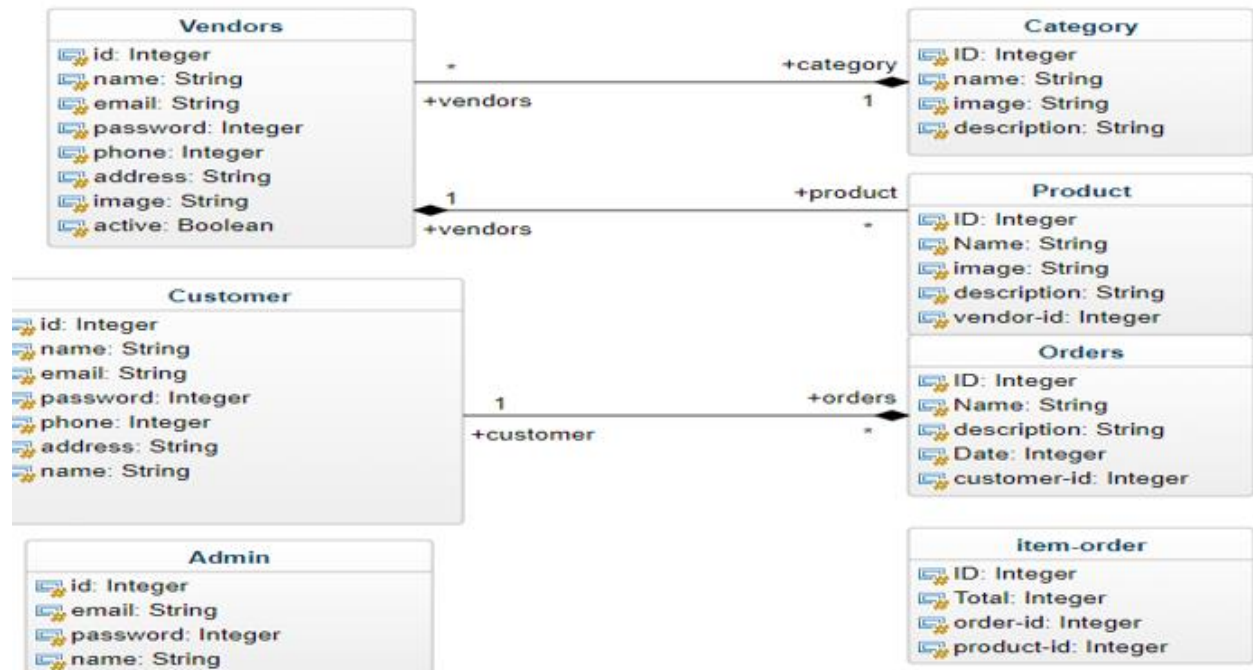 Vendors
id: Integer
name: String
email: String
password: Integer
phone: Integer
address: String
image: String
active: Boolean
*
+vendors
+category
1
Category
ID: Integer
name: String
image: String
description: String
1
+vendors
+product
*
Product
ID: Integer
Name: String
image: String
description: String
vendor-id: Integer
Customer
id: Integer
name: String
email: String
password: Integer
phone: Integer
address: String
name: String
1
+customer
+orders
*
Orders
ID: Integer
Name: String
description: String
Date: Integer
customer-id: Integer
Admin
id: Integer
email: String
password: Integer
name: String
item-order
ID: Integer
Total: Integer
order-id: Integer
product-id: Integer